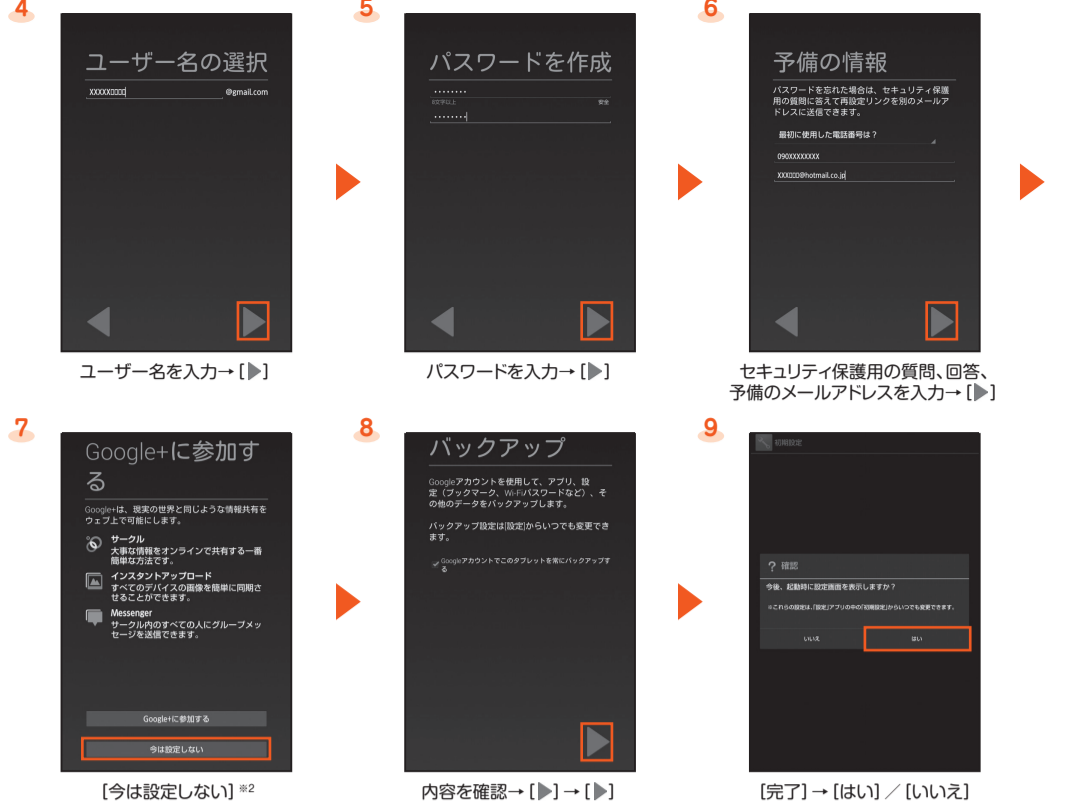 4
ユーザー名の選択
@gmail.com
ユーザー名を入力→[▶]
5
パスワードを作成
........
8文字以上 安全
........
パスワードを入力→[▶]
6
予備の情報
パスワードを忘れた場合は、セキュリティ保護
用の質問に答えて再設定リンクを別のメールア
ドレスに送信できます。
最初に使用した電話番号は?
090XXXXXXXX
XXX□□□@hotmail.co.jp
セキュリティ保護用の質問、回答、
予備のメールアドレスを入力→[▶]
7
Google+に参加す
る
Google+は、現実の世界と同じような情報共有を
ウェブ上で可能にします。
サークル
大事な情報をオンラインで共有する一番
簡単な方法です。
インスタントアップロード
すべてのデバイスの画像を簡単に同期さ
せることができます。
Messenger
サークル内のすべての人にグループメッ
セージを送信できます。
Google+に参加する
今は設定しない
[今は設定しない]※2
8
バックアップ
Googleアカウントを使用して、アプリ、設
定(ブックマーク、Wi-Fiパスワードなど)、そ
の他のデータをバックアップします。
バックアップ設定は[設定]からいつでも変更でき
ます。
Googleアカウントでこのタブレットを常にバックアップす
る
内容を確認→[▶]→[▶]
9
初期設定
? 確認
今後、起動時に設定画面を表示しますか?
※これらの設定は、「設定」アプリの中の「初期設定」からいつでも変更できます。
いいえ はい
[完了]→[はい]/[いいえ]